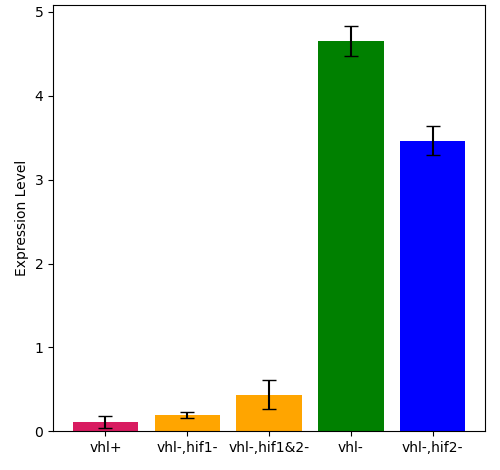 5
4
3
2
1
0
Expression Level
vhl+
vhl-,hif1-
vhl-,hif1&2-
vhl-
vhl-,hif2-